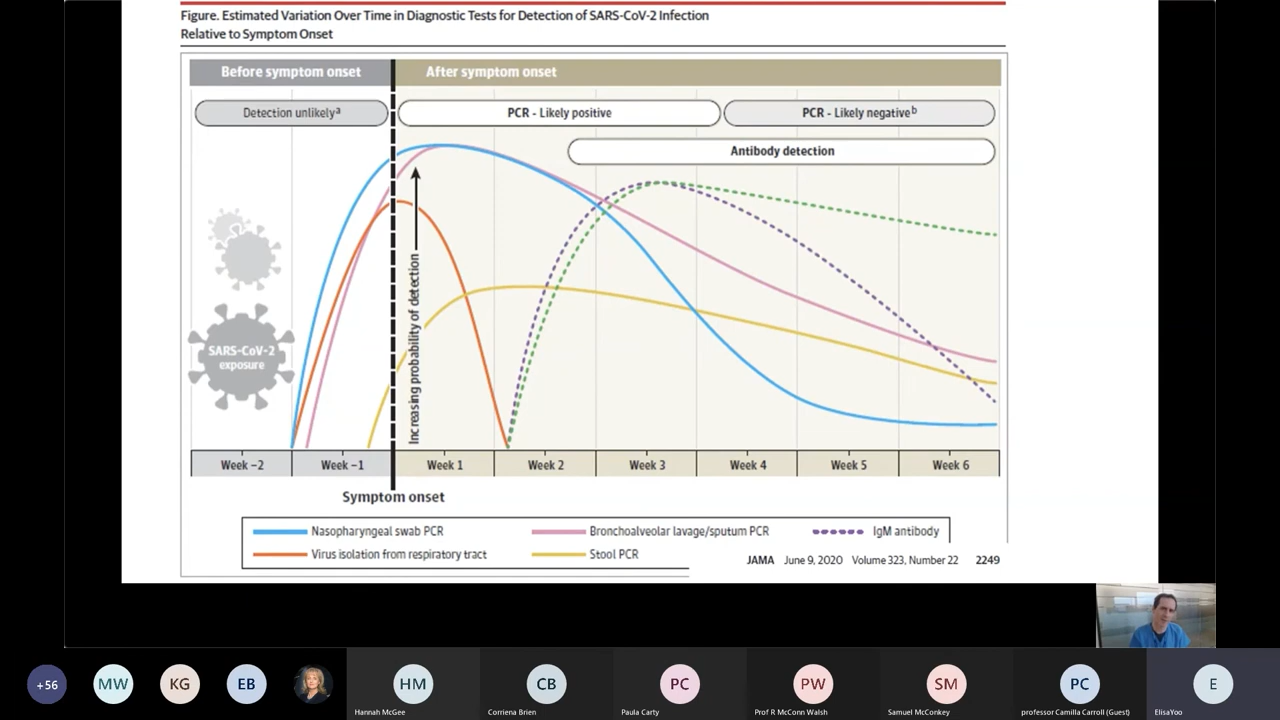 Figure. Estimated Variation Over Time in Diagnostic Tests for Detection of SARS-CoV-2 Infection
Relative to Symptom Onset
Before symptom onset
After symptom onset
Detection unlikelyᵃ
PCR - Likely positive
PCR - Likely negativeᵇ
Antibody detection
Increasing probability of detection
SARS-CoV-2
exposure
Week –2
Week –1
Week 1
Week 2
Week 3
Week 4
Week 5
Week 6
Symptom onset
Nasopharyngeal swab PCR
Bronchoalveolar lavage/sputum PCR
IgM antibody
Virus isolation from respiratory tract
Stool PCR
JAMA June 9, 2020 Volume 323, Number 22 2249
+56
MW
KG
EB
HM
CB
PC
PW
SM
PC
E
Hannah McGee
Corriena Brien
Paula Carty
Prof R McConn Walsh
Samuel McConkey
professor Camilla Carroll (Guest)
ElisaYoo